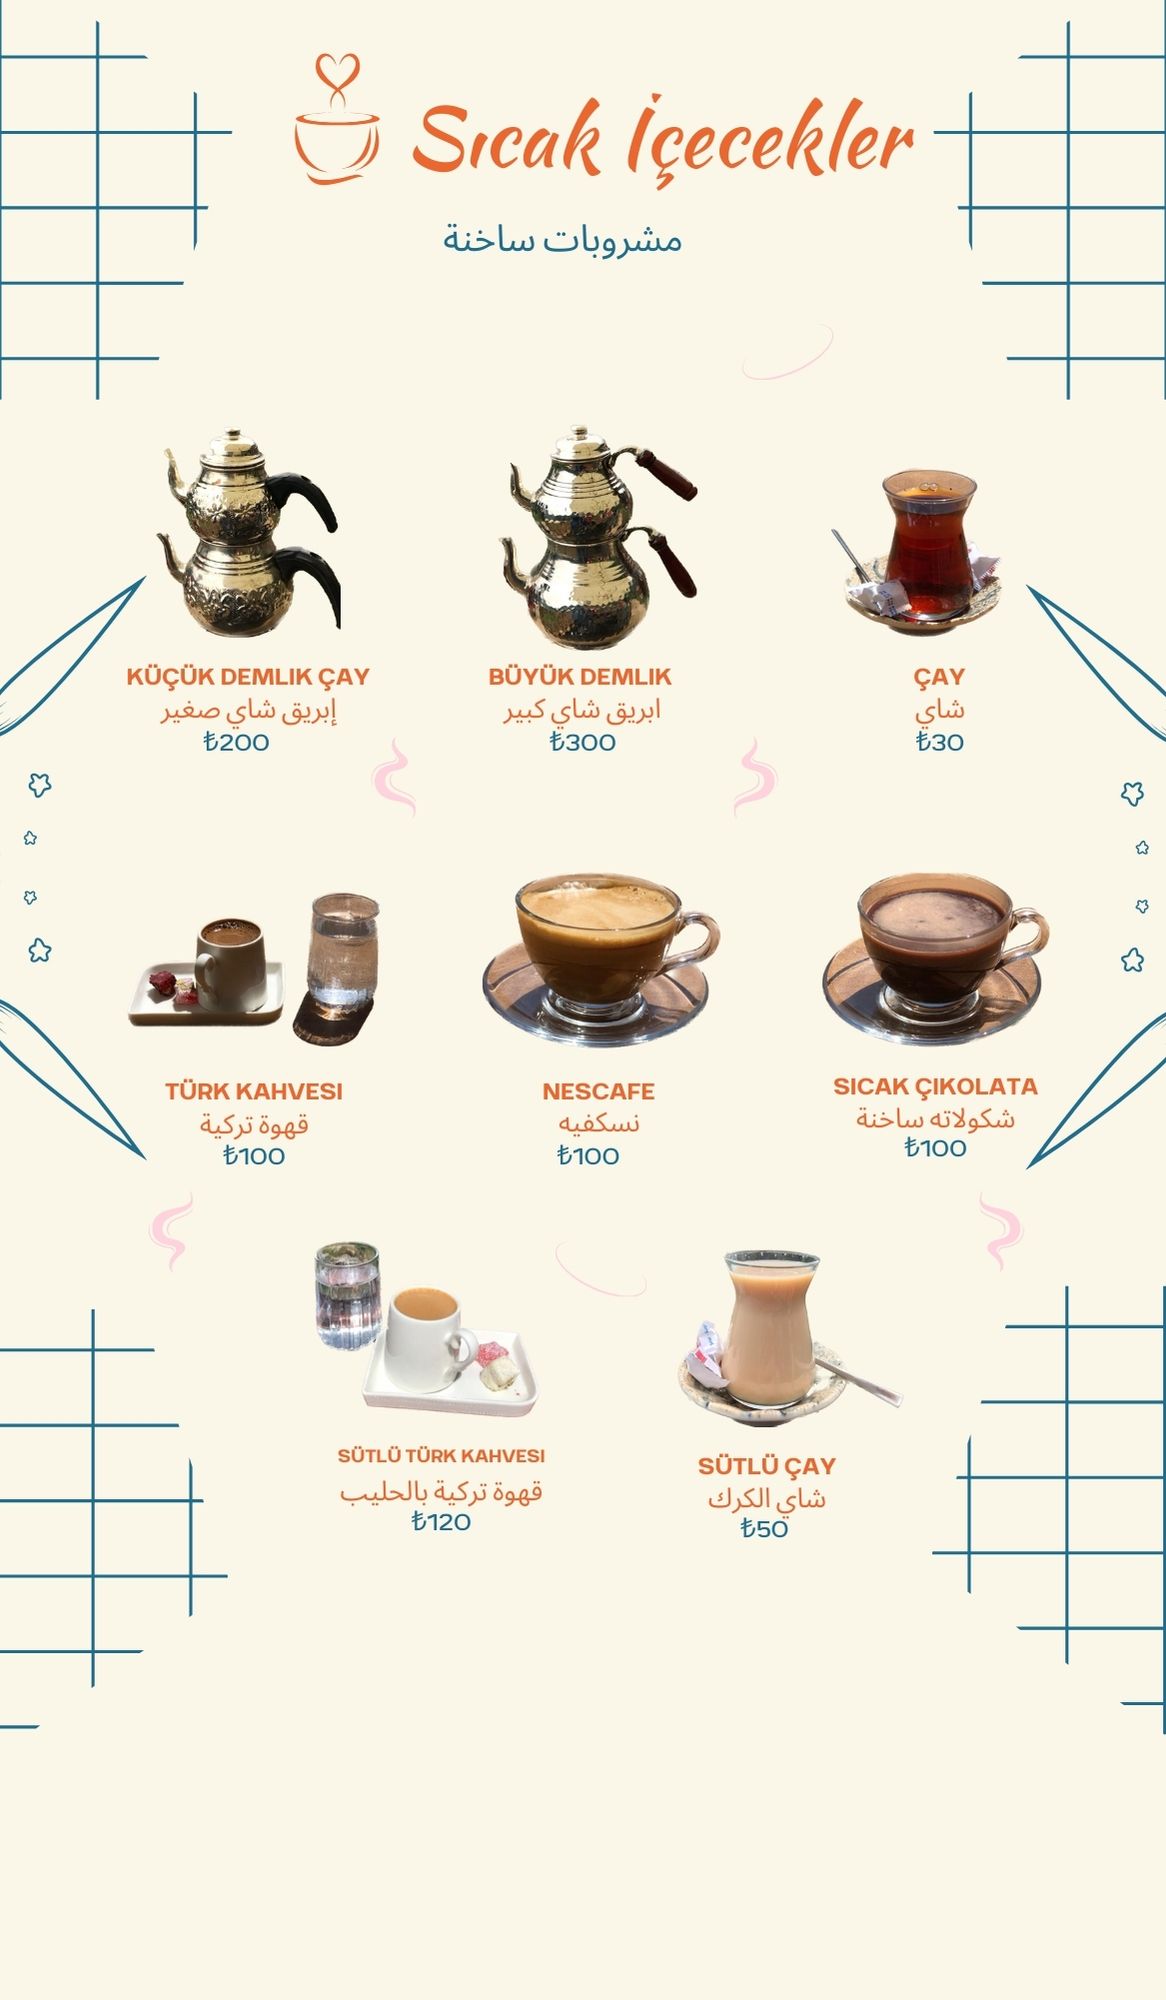 Sıcak İçecekler
مشروبات ساخنة
KÜÇÜK DEMLIK ÇAY
إبريق شاي صغير
₺200
BÜYÜK DEMLIK
ابريق شاي كبير
₺300
ÇAY
شاي
₺30
TÜRK KAHVESI
قهوة تركية
₺100
NESCAFE
نسكفيه
₺100
SICAK ÇIKOLATA
شكولاته ساخنة
₺100
SÜTLÜ TÜRK KAHVESI
قهوة تركية بالحليب
₺120
SÜTLÜ ÇAY
شاي الكرك
₺50